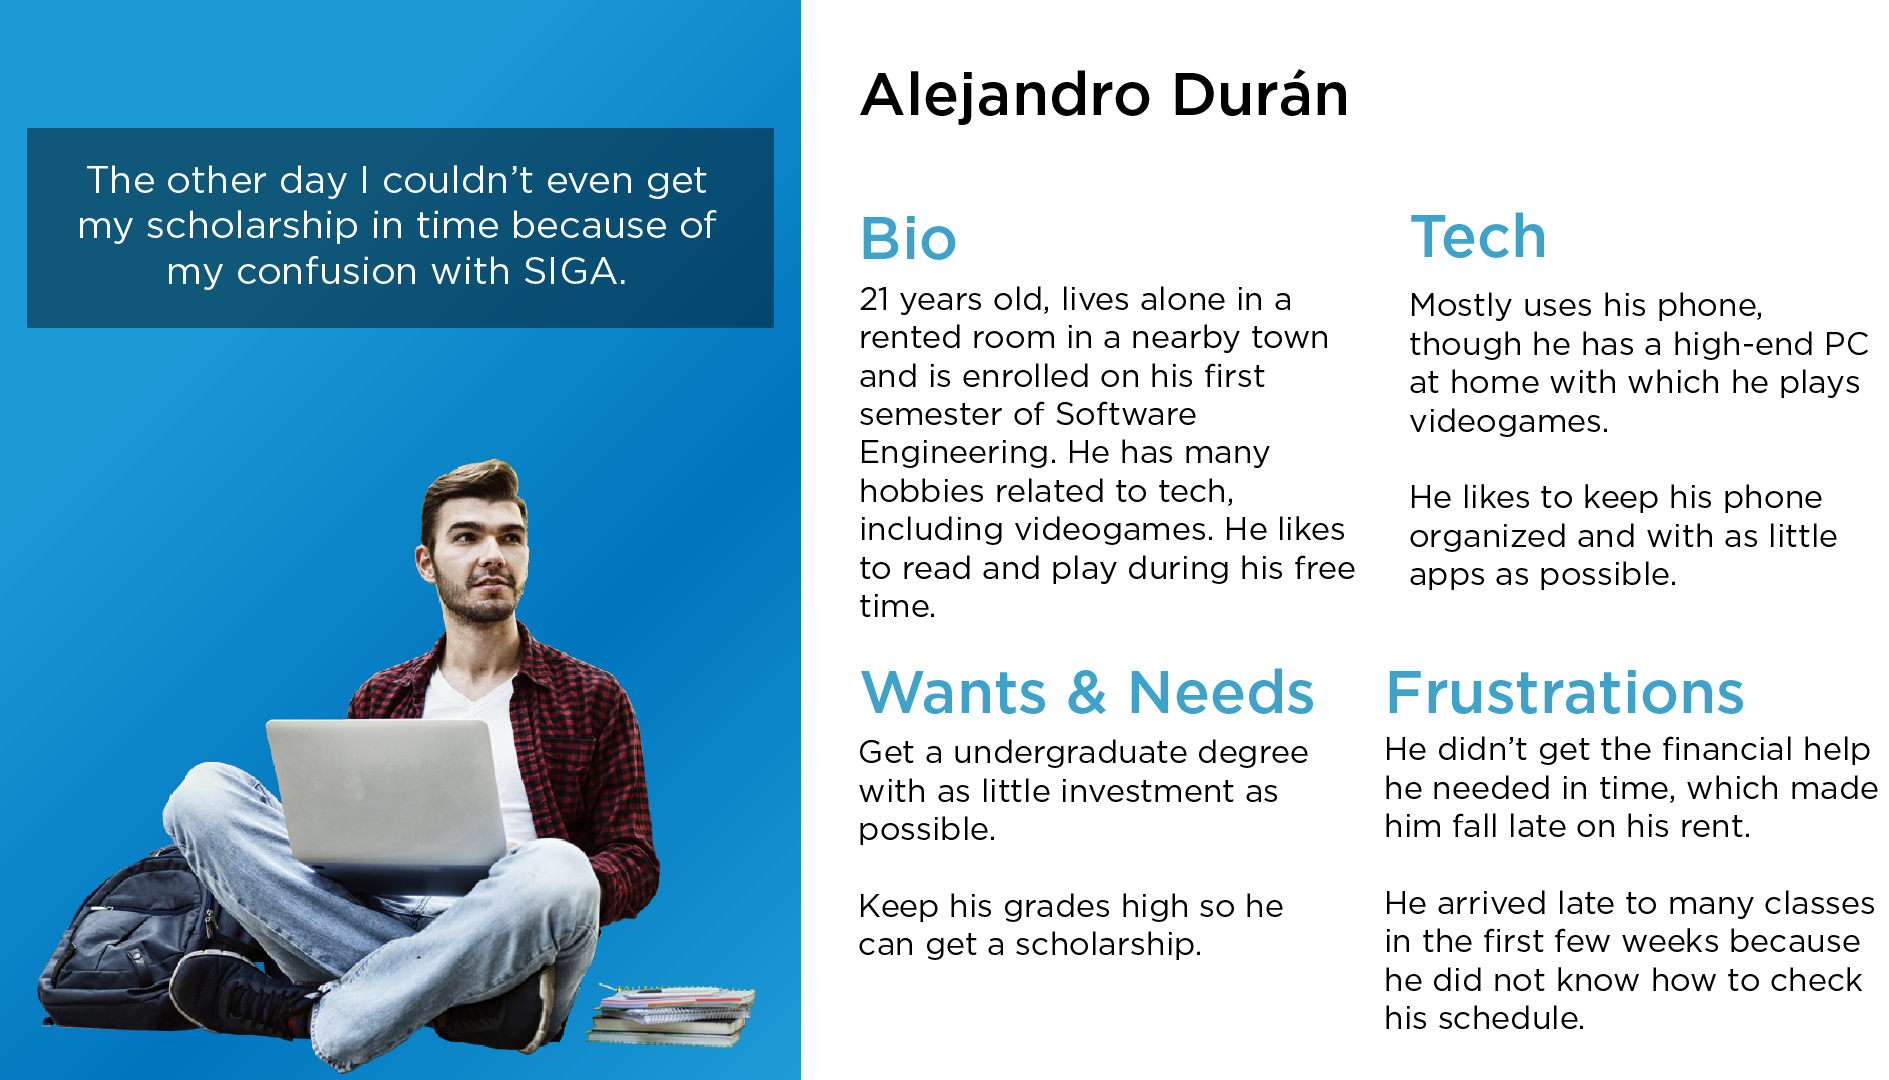 The other day I couldn’t even get
my scholarship in time because of
my confusion with SIGA.
Alejandro Durán
Bio
21 years old, lives alone in a
rented room in a nearby town
and is enrolled on his first
semester of Software
Engineering. He has many
hobbies related to tech,
including videogames. He likes
to read and play during his free
time.
Tech
Mostly uses his phone,
though he has a high-end PC
at home with which he plays
videogames.
He likes to keep his phone
organized and with as little
apps as possible.
Wants & Needs
Get a undergraduate degree
with as little investment as
possible.
Keep his grades high so he
can get a scholarship.
Frustrations
He didn’t get the financial help
he needed in time, which made
him fall late on his rent.
He arrived late to many classes
in the first few weeks because
he did not know how to check
his schedule.